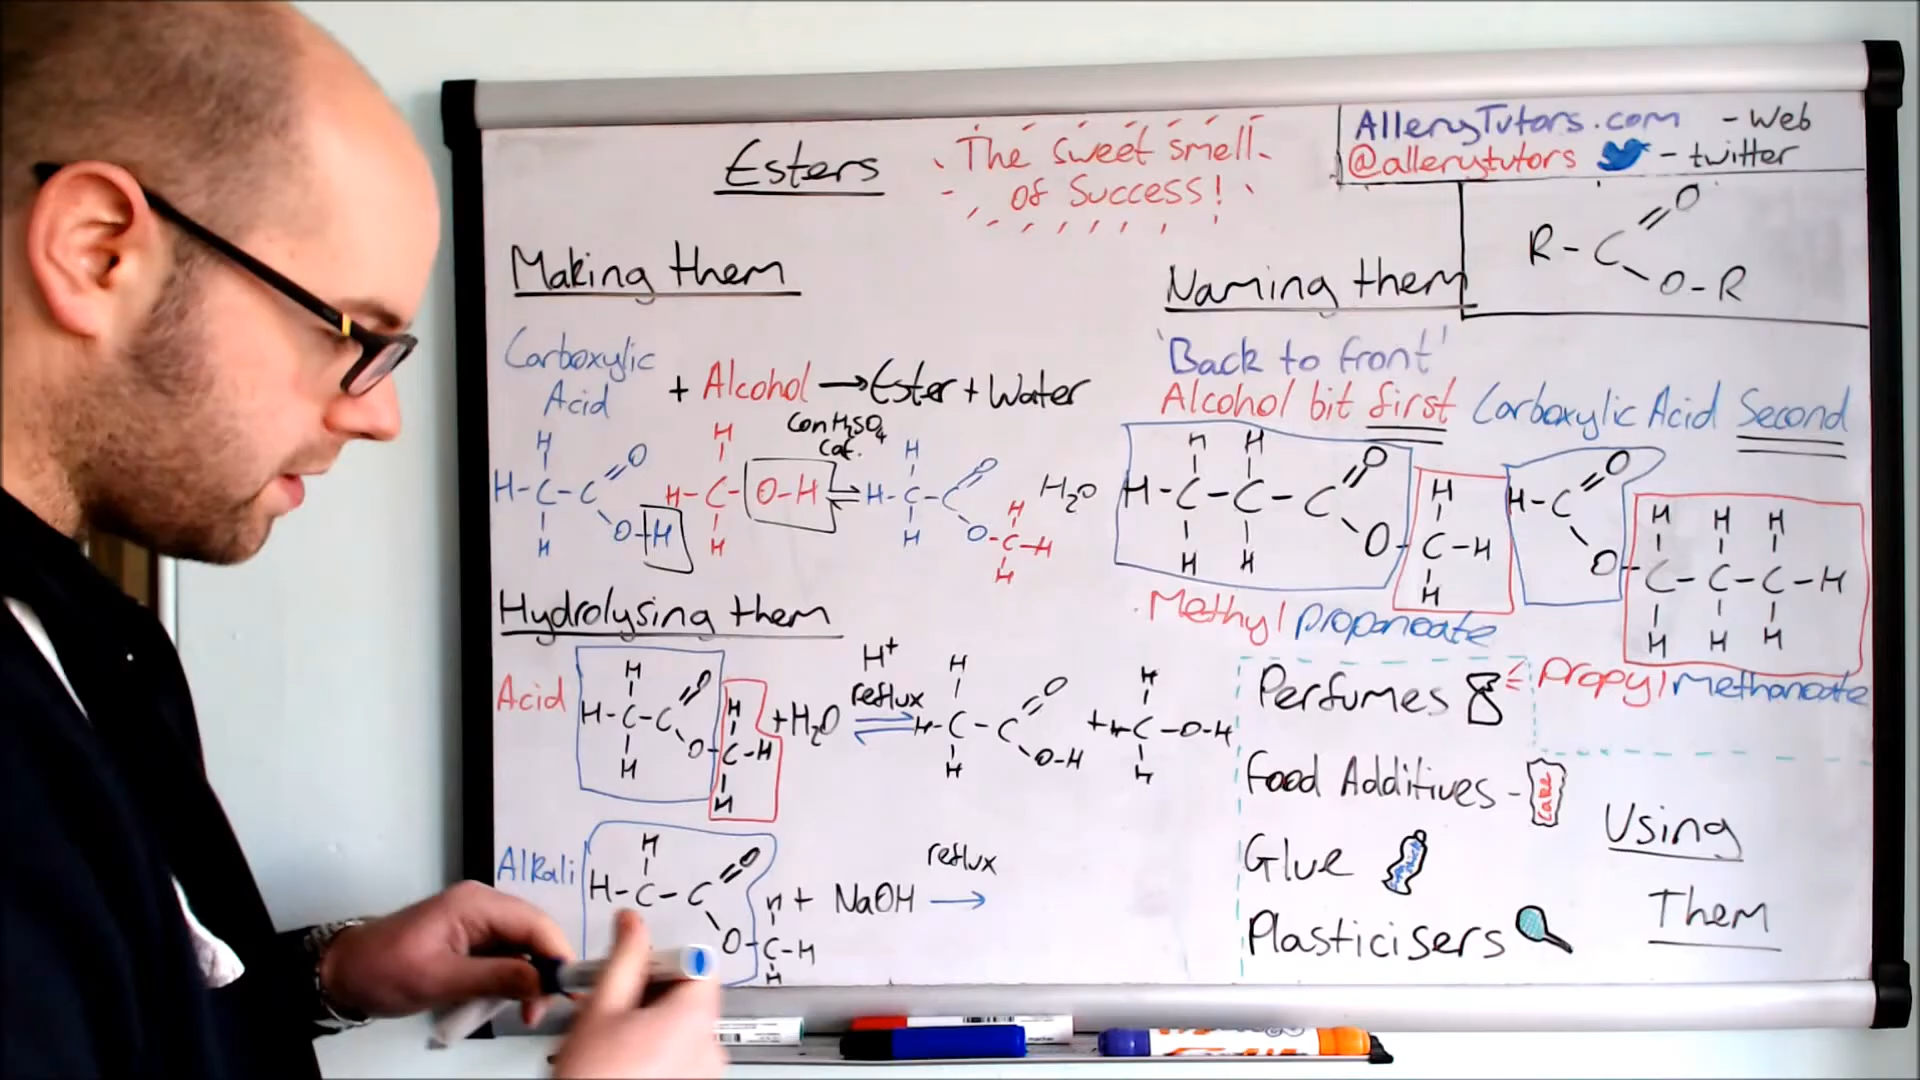 Esters
The sweet smell
of Success!
AlleryTutors.com - Web
@allerytutors - twitter
R-C
O
O-R
Making them
Carboxylic
Acid
+ Alcohol → Ester + Water
Con H₂SO₄
Cat.
H
H-C-C
O
O-H
H
H
H-C-O-H
H
⇌
H
H-C-C
O
H
O-C-H
H
H
H₂O
Naming them
'Back to front'
Alcohol bit first Carboxylic Acid Second
H H
H-C-C-C
O
O
H H
H
C-H
H
Methyl propanoate
H-C
O
O
H H H
C-C-C-H
H H H
Propyl methanoate
Hydrolysing them
Acid
H
H-C-C
O
O
H
H
C-H
H
+H₂O
H⁺
reflux
⇌
H
H-C-C
O
O-H
H
+
H
H-C-O-H
H
Alkali
H
H-C-C
O
O
H
C-H
H
+ NaOH
reflux
→
Perfumes
Food Additives -
Cake
Glue
Plasticisers
Using
Them